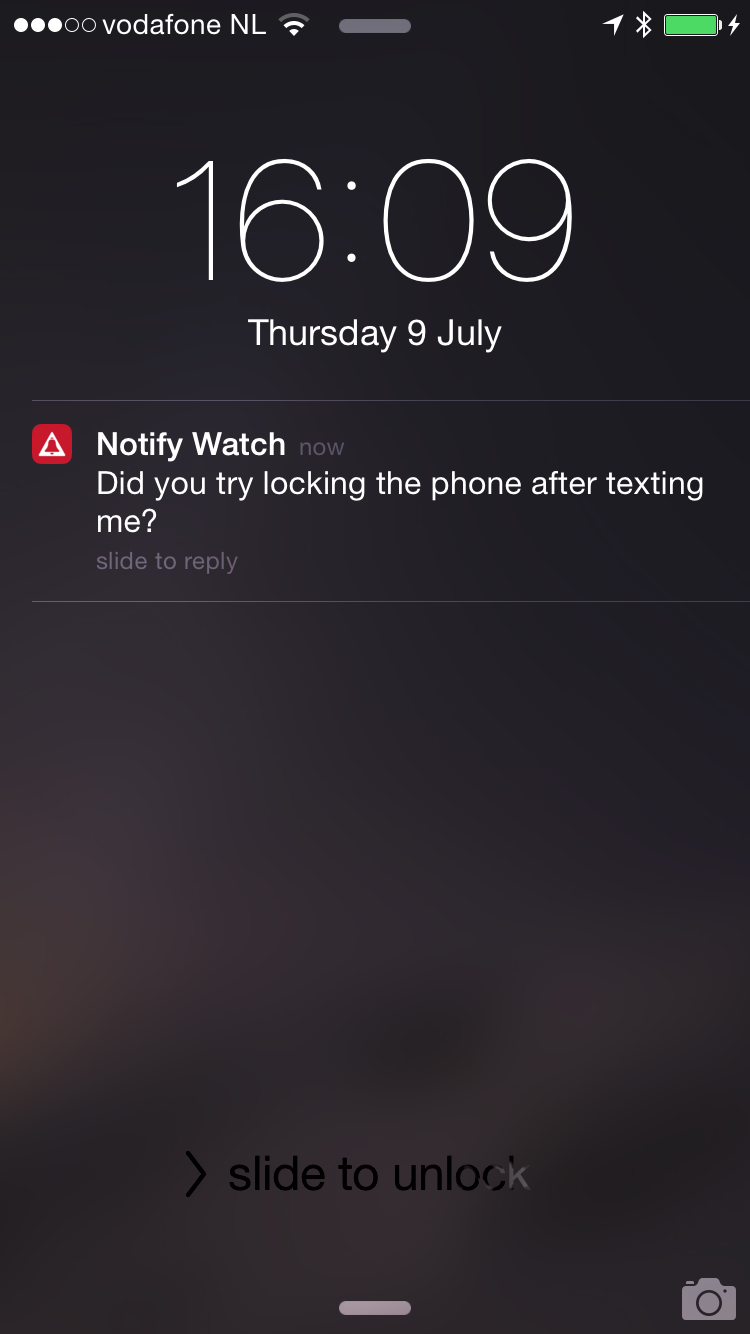 vodafone NL
16:09
Thursday 9 July
Notify Watch now
Did you try locking the phone after texting
me?
slide to reply
slide to unlock